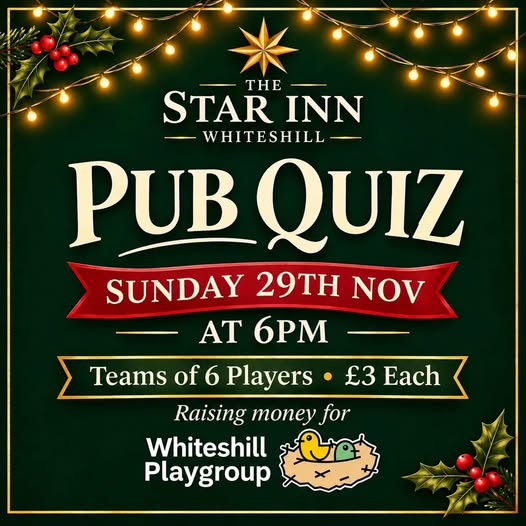 THE
STAR INN
WHITESHILL
PUB QUIZ
SUNDAY 29TH NOV
AT 6PM
Teams of 6 Players • £3 Each
Raising money for
Whiteshill
Playgroup